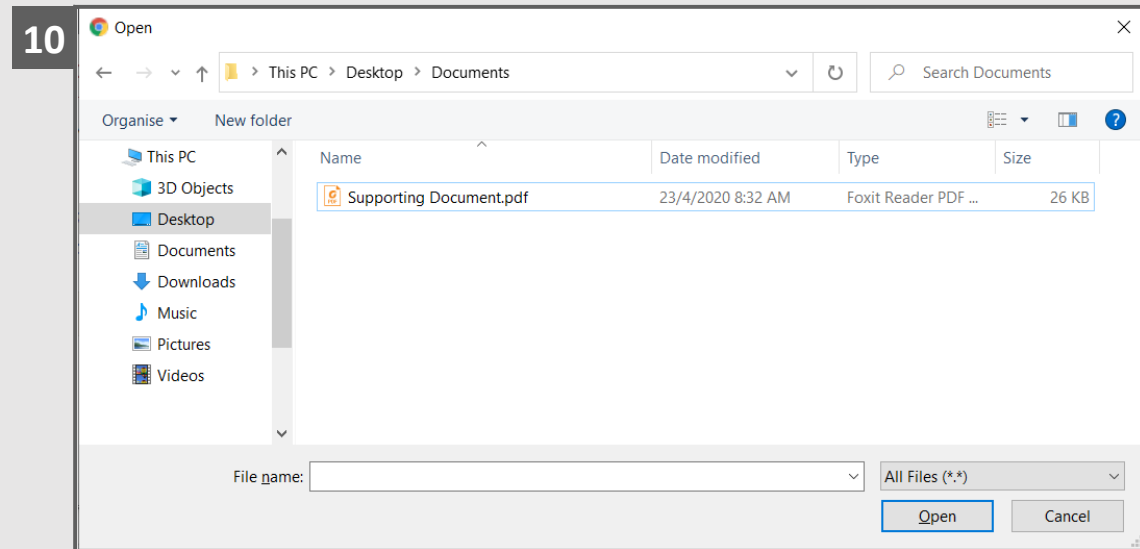 10
Open
This PC > Desktop > Documents
Search Documents
Organise New folder
?
Name Date modified Type Size
Supporting Document.pdf 23/4/2020 8:32 AM Foxit Reader PDF ... 26 KB
This PC
3D Objects
Desktop
Documents
Downloads
Music
Pictures
Videos
File name: All Files (*.*)
Open Cancel